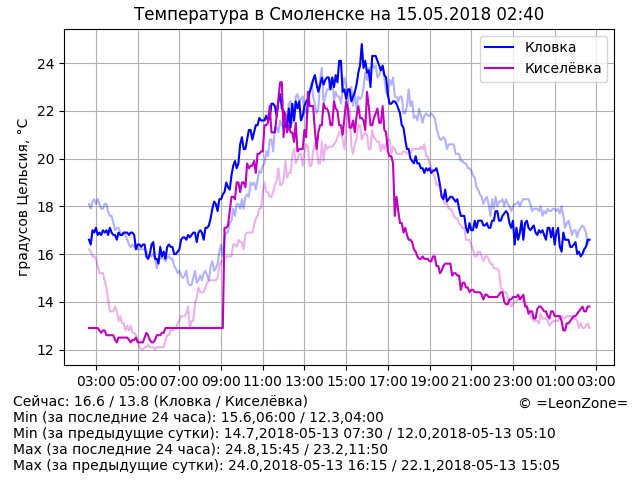 Температура в Смоленске на 15.05.2018 02:40
Кловка
Киселёвка
градусов Цельсия, °C
24
22
20
18
16
14
12
03:00 05:00 07:00 09:00 11:00 13:00 15:00 17:00 19:00 21:00 23:00 01:00 03:00
Сейчас: 16.6 / 13.8 (Кловка / Киселёвка)
© =LeonZone=
Min (за последние 24 часа): 15.6,06:00 / 12.3,04:00
Min (за предыдущие сутки): 14.7,2018-05-13 07:30 / 12.0,2018-05-13 05:10
Max (за последние 24 часа): 24.8,15:45 / 23.2,11:50
Max (за предыдущие сутки): 24.0,2018-05-13 16:15 / 22.1,2018-05-13 15:05